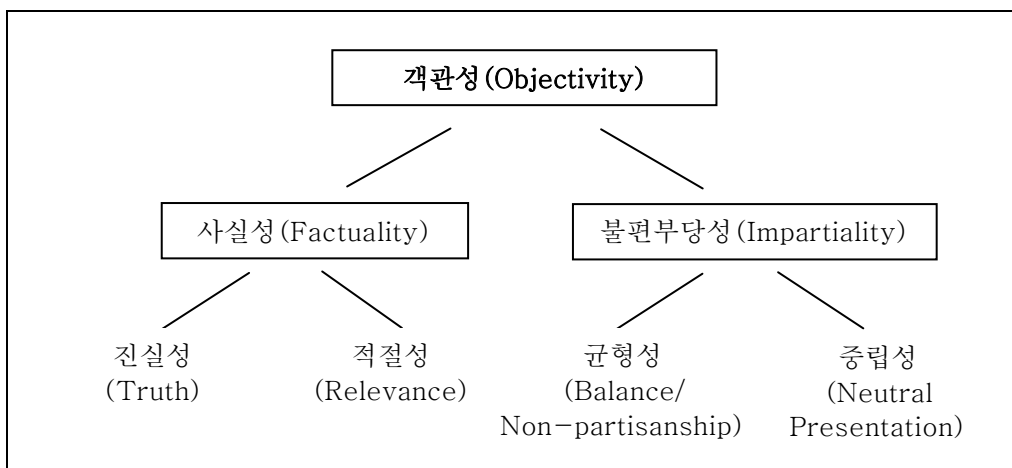 객관성(Objectivity)
사실성(Factuality)
불편부당성(Impartiality)
진실성
(Truth)
적절성
(Relevance)
균형성
(Balance/
Non-partisanship)
중립성
(Neutral
Presentation)